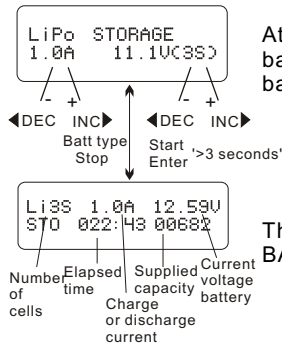 LiPo STORAGE
1.0A 11.1V(3S)
At
ba
ba
- + - +
DEC INC DEC INC
Batt type
Stop
Start
Enter '>3 seconds'
Li3S 1.0A 12.59V
STO 022:43 00682
Th
BA
Number of cells
Elapsed time
Supplied capacity
Current voltage battery
Charge or discharge current